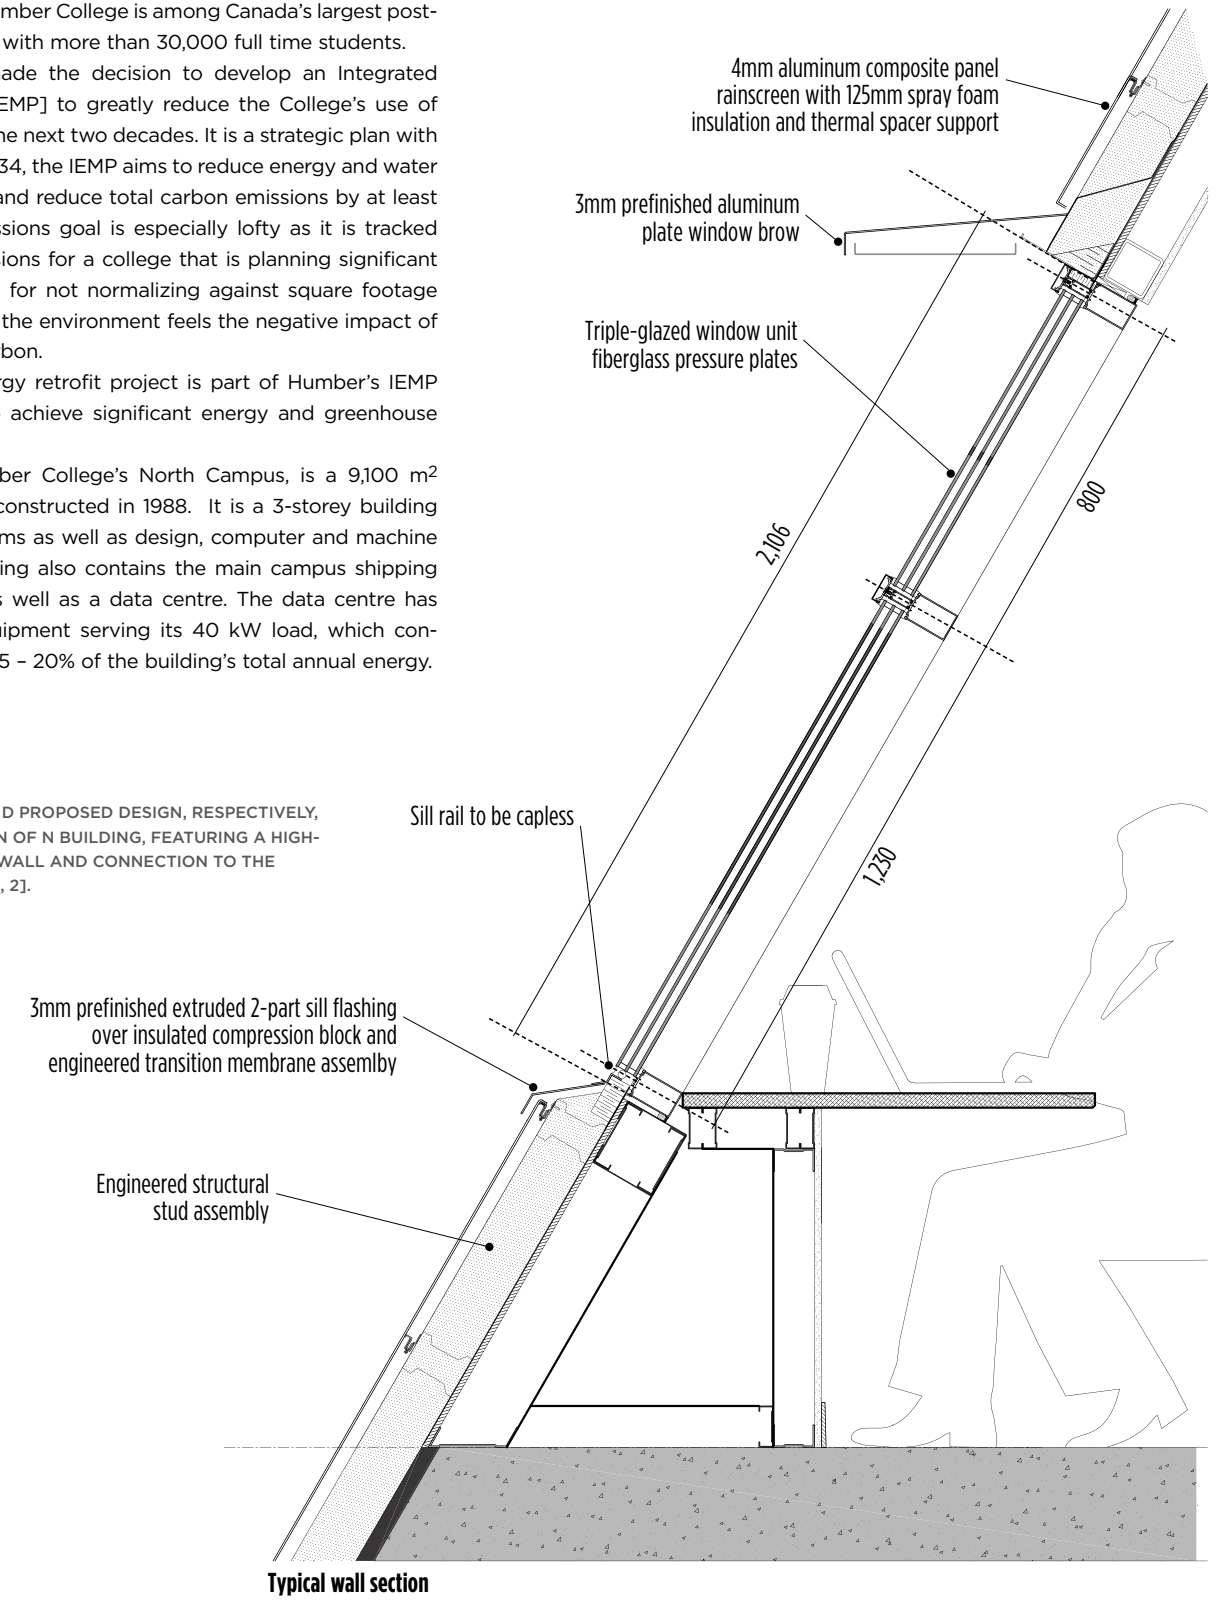 mber College is among Canada's largest post-
with more than 30,000 full time students.
ade the decision to develop an Integrated
EMP] to greatly reduce the College's use of
he next two decades. It is a strategic plan with
34, the IEMP aims to reduce energy and water
and reduce total carbon emissions by at least
ssions goal is especially lofty as it is tracked
sions for a college that is planning significant
for not normalizing against square footage
the environment feels the negative impact of
rbon.
rgy retrofit project is part of Humber's IEMP
achieve significant energy and greenhouse
ber College's North Campus, is a 9,100 m2
constructed in 1988. It is a 3-storey building
ms as well as design, computer and machine
ing also contains the main campus shipping
s well as a data centre. The data centre has
uipment serving its 40 kW load, which con-
5 – 20% of the building's total annual energy.
D PROPOSED DESIGN, RESPECTIVELY,
N OF N BUILDING, FEATURING A HIGH-
WALL AND CONNECTION TO THE
, 2].
4mm aluminum composite panel
rainscreen with 125mm spray foam
insulation and thermal spacer support
3mm prefinished aluminum
plate window brow
Triple-glazed window unit
fiberglass pressure plates
2,106
800
1,230
Sill rail to be capless
3mm prefinished extruded 2-part sill flashing
over insulated compression block and
engineered transition membrane assemlby
Engineered structural
stud assembly
Typical wall section